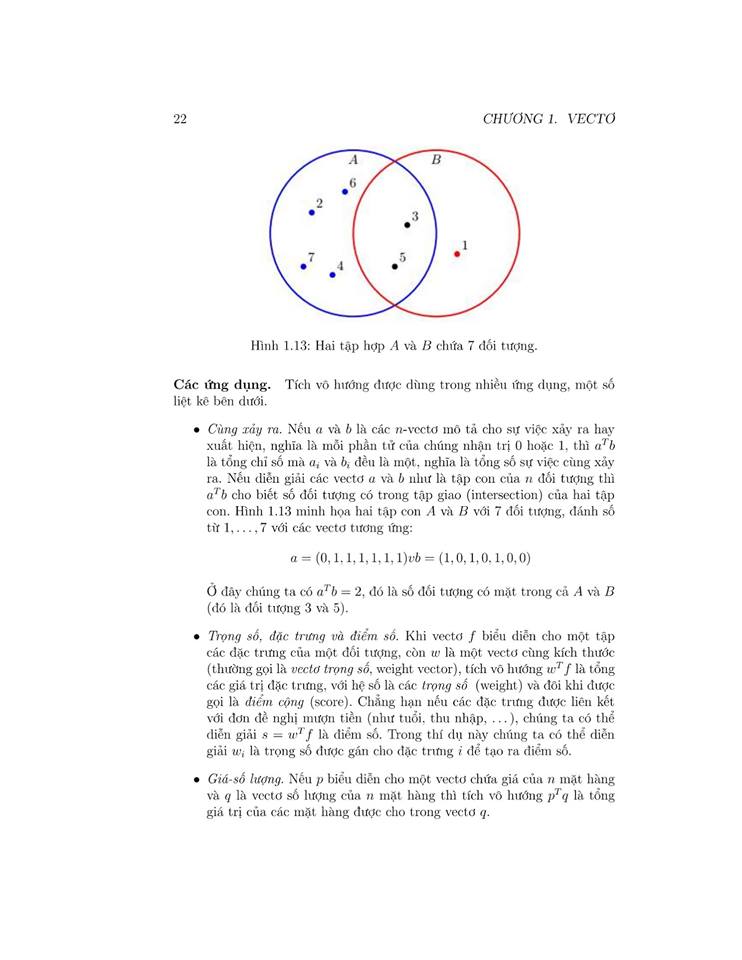 22 CHƯƠNG 1. VECTƠ
A B
6
2
3
1
7
4
5
Hình 1.13: Hai tập hợp A và B chứa 7 đối tượng.
Các ứng dụng. Tích vô hướng được dùng trong nhiều ứng dụng, một số
liệt kê bên dưới.
• Cùng xảy ra. Nếu a và b là các n-vectơ mô tả cho sự việc xảy ra hay
xuất hiện, nghĩa là mỗi phần tử của chúng nhận trị 0 hoặc 1, thì aᵀb
là tổng chỉ số mà aᵢ và bᵢ đều là một, nghĩa là tổng số sự việc cùng xảy
ra. Nếu diễn giải các vectơ a và b như là tập con của n đối tượng thì
aᵀb cho biết số đối tượng có trong tập giao (intersection) của hai tập
con. Hình 1.13 minh họa hai tập con A và B với 7 đối tượng, đánh số
từ 1, . . . , 7 với các vectơ tương ứng:
a = (0, 1, 1, 1, 1, 1, 1)vb = (1, 0, 1, 0, 1, 0, 0)
Ở đây chúng ta có aᵀb = 2, đó là số đối tượng có mặt trong cả A và B
(đó là đối tượng 3 và 5).
• Trọng số, đặc trưng và điểm số. Khi vectơ f biểu diễn cho một tập
các đặc trưng của một đối tượng, còn w là một vectơ cùng kích thước
(thường gọi là vectơ trọng số, weight vector), tích vô hướng wᵀf là tổng
các giá trị đặc trưng, với hệ số là các trọng số (weight) và đôi khi được
gọi là điểm cộng (score). Chẳng hạn nếu các đặc trưng được liên kết
với đơn đề nghị mượn tiền (như tuổi, thu nhập, . . . ), chúng ta có thể
diễn giải s = wᵀf là điểm số. Trong thí dụ này chúng ta có thể diễn
giải wᵢ là trọng số được gán cho đặc trưng i để tạo ra điểm số.
• Giá-số lượng. Nếu p biểu diễn cho một vectơ chứa giá của n mặt hàng
và q là vectơ số lượng của n mặt hàng thì tích vô hướng pᵀq là tổng
giá trị của các mặt hàng được cho trong vectơ q.